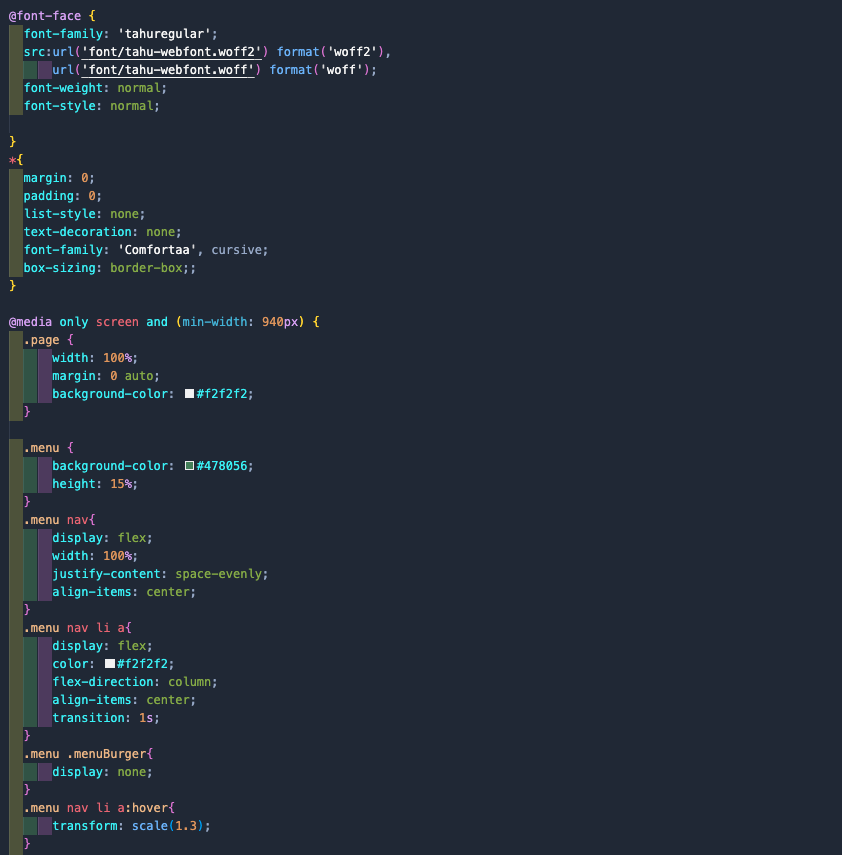 @font-face {
font-family: 'tahuregular';
src:url('font/tahu-webfont.woff2') format('woff2'),
url('font/tahu-webfont.woff') format('woff');
font-weight: normal;
font-style: normal;
}
*{
margin: 0;
padding: 0;
list-style: none;
text-decoration: none;
font-family: 'Comfortaa', cursive;
box-sizing: border-box;;
}
@media only screen and (min-width: 940px) {
.page {
width: 100%;
margin: 0 auto;
background-color: #f2f2f2;
}
.menu {
background-color: #478056;
height: 15%;
}
.menu nav{
display: flex;
width: 100%;
justify-content: space-evenly;
align-items: center;
}
.menu nav li a{
display: flex;
color: #f2f2f2;
flex-direction: column;
align-items: center;
transition: 1s;
}
.menu .menuBurger{
display: none;
}
.menu nav li a:hover{
transform: scale(1.3);
}